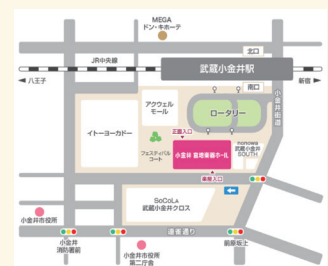 MEGA
ドン・キホーテ
北口
JR中央線
武蔵小金井駅
八王子
新宿
南口
小金井街道
アクウェル
モール
ロータリー
イトーヨーカドー
正面入口
フェスティバル
コート
小金井 宮地楽器ホール
nonowa
武蔵小金井
SOUTH
楽屋入口
SoCoLa
武蔵小金井クロス
小金井市役所
連雀通り
小金井
消防署前
小金井市役所
第二庁舎
前原坂上